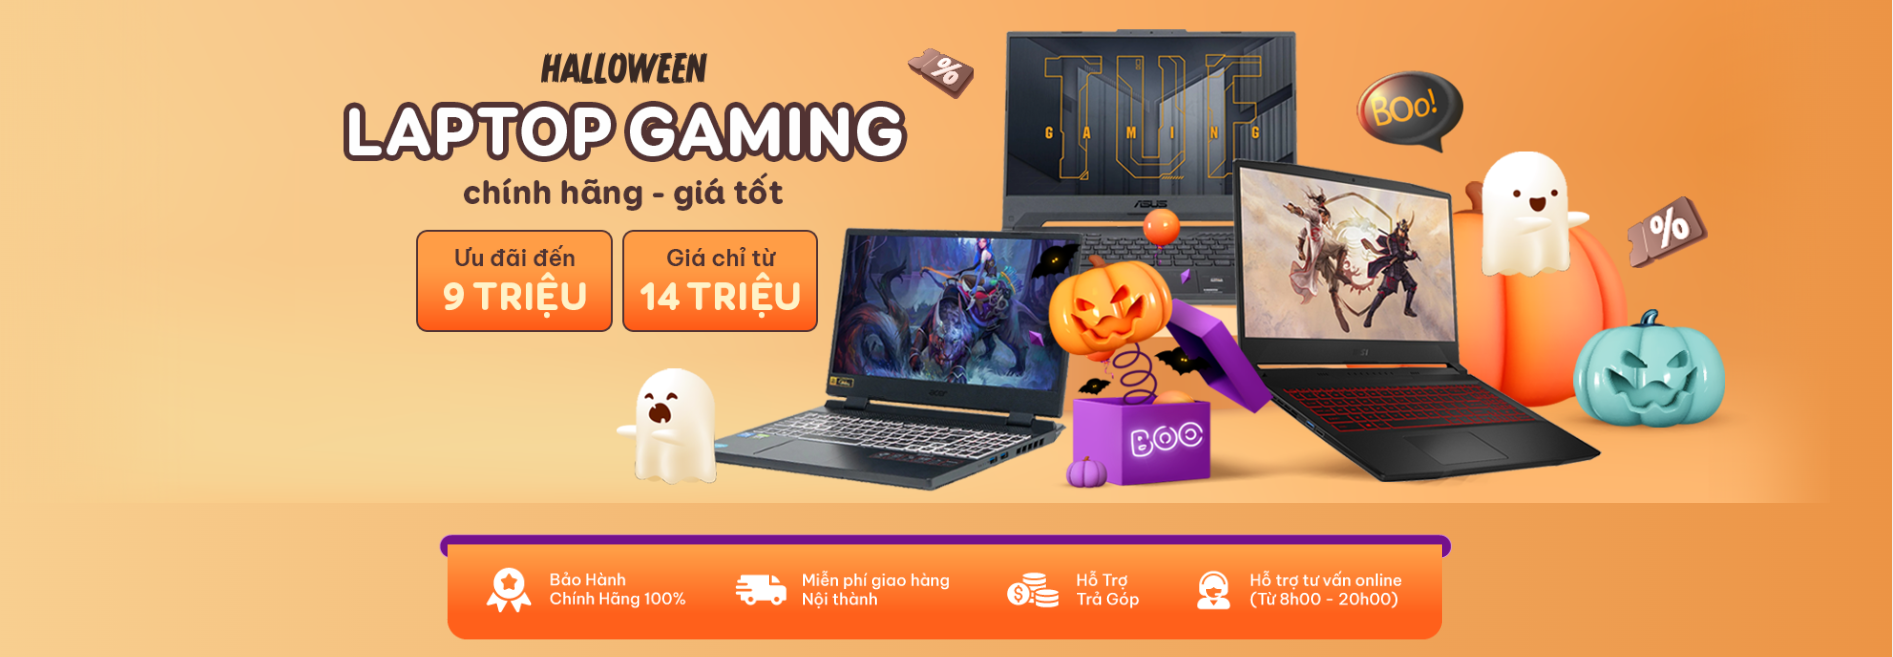 HALLOWEEN
LAPTOP GAMING
chính hãng - giá tốt
Ưu đãi đến
9 TRIỆU
Giá chỉ từ
14 TRIỆU
%
TUF
GAMING
ASUS
BOO!
%
acer
BOO
Bảo Hành
Chính Hãng 100%
Miễn phí giao hàng
Nội thành
Hỗ Trợ
Trả Góp
Hỗ trợ tư vấn online
(Từ 8h00 - 20h00)